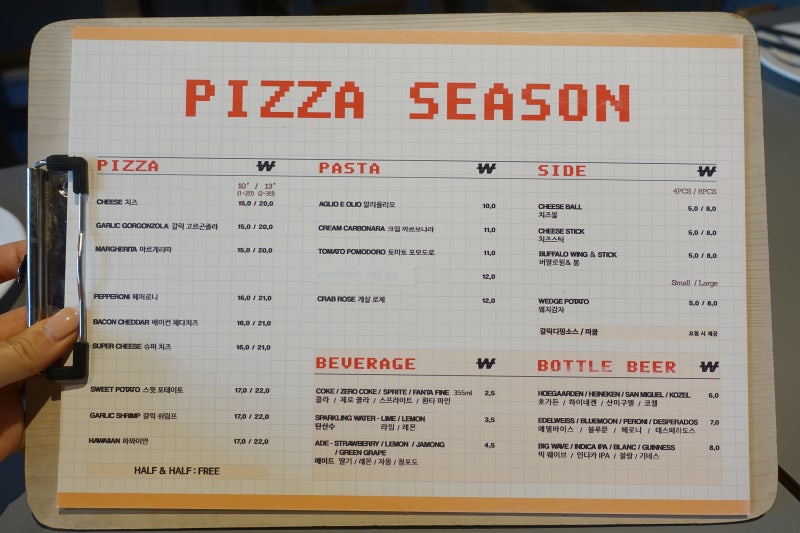 PIZZA SEASON
PIZZA ₩
10" / 13"
(1-2인) (2-3인)
CHEESE 치즈 15,0 / 20,0
GARLIC GORGONZOLA 갈릭 고르곤졸라 15,0 / 20,0
MARGHERITA 마르게리따 15,0 / 20,0
PEPPERONI 페퍼로니 16,0 / 21,0
BACON CHEDDAR 베이컨 체다치즈 16,0 / 21,0
SUPER CHEESE 슈퍼 치즈 16,0 / 21,0
SWEET POTATO 스윗 포테이토 17,0 / 22,0
GARLIC SHRIMP 갈릭 쉬림프 17,0 / 22,0
HAWAIIAN 하와이안 17,0 / 22,0
HALF & HALF : FREE
PASTA ₩
AGLIO E OLIO 알리올리오 10,0
CREAM CARBONARA 크림 까르보나라 11,0
TOMATO POMODORO 토마토 포모도로 11,0
12,0
CRAB ROSE 게살 로제 12,0
BEVERAGE ₩
COKE / ZERO COKE / SPRITE / FANTA FINE 355ml 2,5
콜라 / 제로 콜라 / 스프라이트 / 환타 파인
SPARKLING WATER - LIME / LEMON 3,5
탄산수 라임 / 레몬
ADE - STRAWBERRY / LEMON / JAMONG 4,5
/ GREEN GRAPE
에이드 딸기 / 레몬 / 자몽 / 청포도
SIDE ₩
4PCS / 8PCS
CHEESE BALL 5,0 / 8,0
치즈볼
CHEESE STICK 5,0 / 8,0
치즈스틱
BUFFALO WING & STICK 5,0 / 8,0
버팔로윙& 봉
Small / Large
WEDGE POTATO 5,0 / 8,0
웨지감자
갈릭디핑소스 / 피클 요청 시 제공
BOTTLE BEER ₩
HOEGAARDEN / HEINEKEN / SAN MIGUEL / KOZEL 6,0
호가든 / 하이네켄 / 산미구엘 / 코젤
EDELWEISS / BLUEMOON / PERONI / DESPERADOS 7,0
에델바이스 / 블루문 / 페로니 / 데스페라도스
BIG WAVE / INDICA IPA / BLANC / GUINNESS 8,0
빅 웨이브 / 인디카 IPA / 블랑 / 기네스